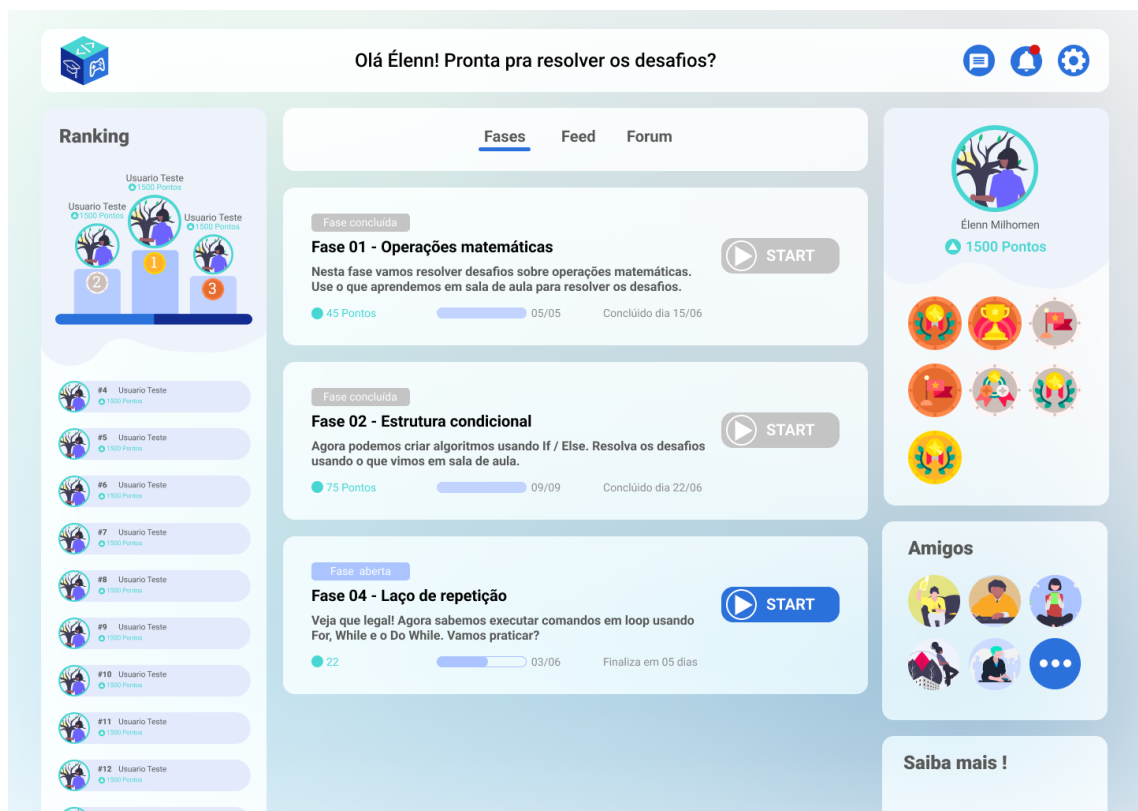 </>
Olá Élenn! Pronta pra resolver os desafios?
Ranking
Usuario Teste
1500 Pontos
Usuario Teste
1500 Pontos
Usuario Teste
1500 Pontos
1
2
3
#4 Usuario Teste
1500 Pontos
#5 Usuario Teste
1500 Pontos
#6 Usuario Teste
1500 Pontos
#7 Usuario Teste
1500 Pontos
#8 Usuario Teste
1500 Pontos
#9 Usuario Teste
1500 Pontos
#10 Usuario Teste
1500 Pontos
#11 Usuario Teste
1500 Pontos
#12 Usuario Teste
1500 Pontos
Fases Feed Forum
Fase concluída
Fase 01 - Operações matemáticas
Nesta fase vamos resolver desafios sobre operações matemáticas.
Use o que aprendemos em sala de aula para resolver os desafios.
45 Pontos 05/05 Conclúido dia 15/06
START
Fase concluída
Fase 02 - Estrutura condicional
Agora podemos criar algoritmos usando If / Else. Resolva os desafios
usando o que vimos em sala de aula.
75 Pontos 09/09 Conclúido dia 22/06
START
Fase aberta
Fase 04 - Laço de repetição
Veja que legal! Agora sabemos executar comandos em loop usando
For, While e o Do While. Vamos praticar?
22 03/06 Finaliza em 05 dias
START
Élenn Milhomen
1500 Pontos
Amigos
Saiba mais !